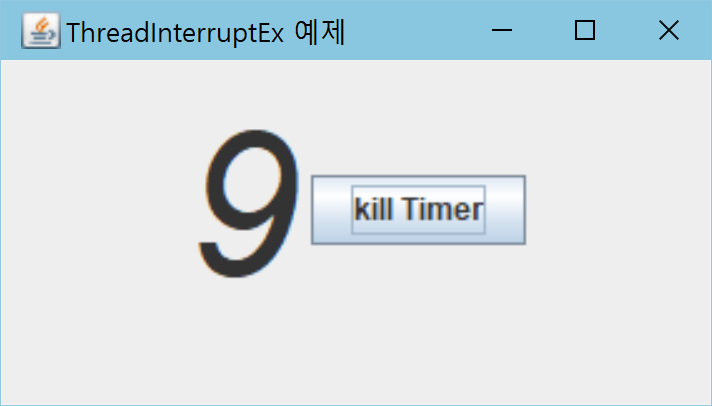 ThreadInterruptEx 예제
9
kill Timer